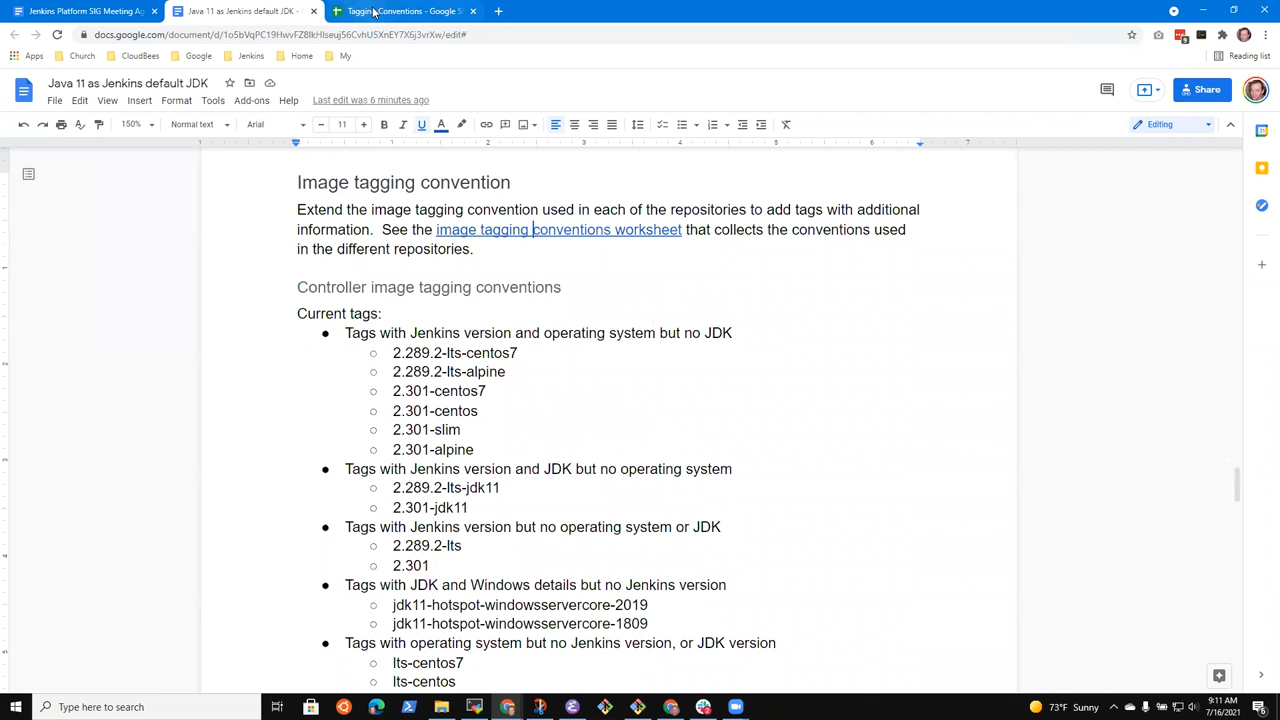 Jenkins Platform SIG Meeting Ag
Java 11 as Jenkins default JDK -
Tagging Conventions - Google S
docs.google.com/document/d/1o5bVqPC19HwvFZ8IkHlseuj56CvhU5XnEY7X6j3vrXw/edit#
Apps
Church
CloudBees
Google
Jenkins
Home
My
Reading list
Java 11 as Jenkins default JDK
File Edit View Insert Format Tools Add-ons Help Last edit was 6 minutes ago
Share
150% Normal text Arial 11 Editing
Image tagging convention
Extend the image tagging convention used in each of the repositories to add tags with additional
information. See the image tagging conventions worksheet that collects the conventions used
in the different repositories.
Controller image tagging conventions
Current tags:
● Tags with Jenkins version and operating system but no JDK
○ 2.289.2-lts-centos7
○ 2.289.2-lts-alpine
○ 2.301-centos7
○ 2.301-centos
○ 2.301-slim
○ 2.301-alpine
● Tags with Jenkins version and JDK but no operating system
○ 2.289.2-lts-jdk11
○ 2.301-jdk11
● Tags with Jenkins version but no operating system or JDK
○ 2.289.2-lts
○ 2.301
● Tags with JDK and Windows details but no Jenkins version
○ jdk11-hotspot-windowsservercore-2019
○ jdk11-hotspot-windowsservercore-1809
● Tags with operating system but no Jenkins version, or JDK version
○ lts-centos7
○ lts-centos
Type here to search
73°F Sunny
9:11 AM
7/16/2021